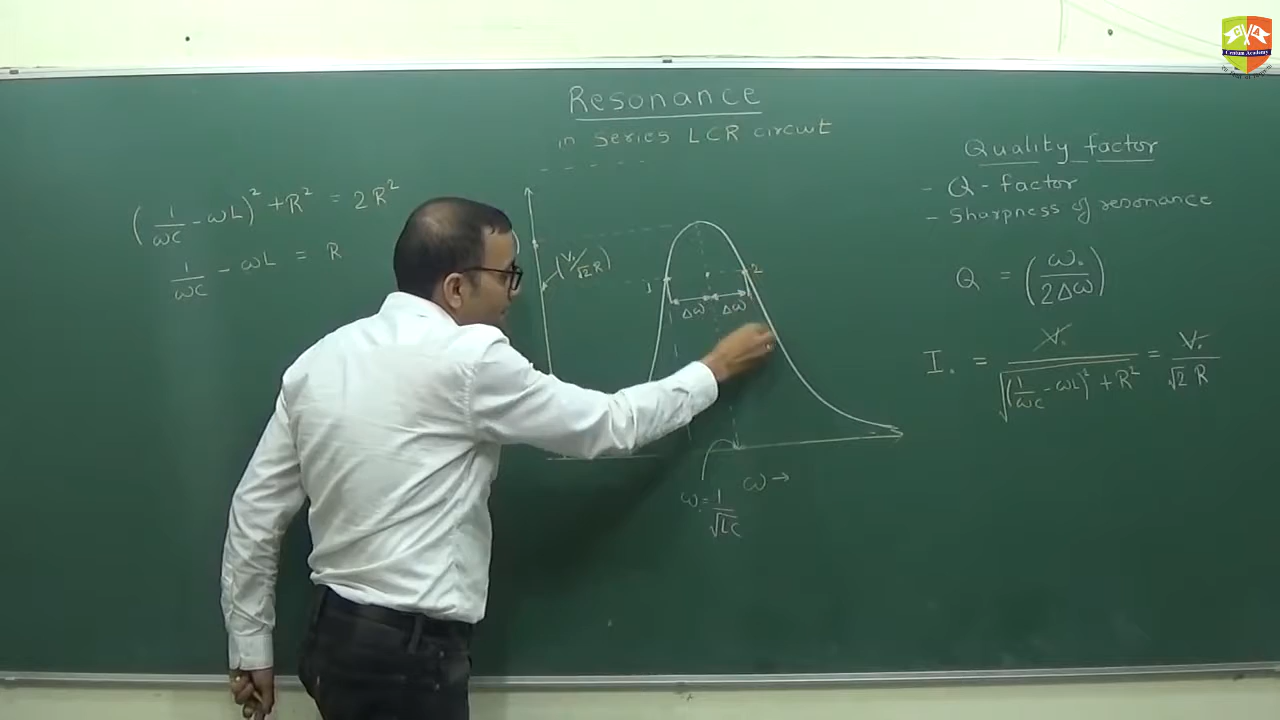 Resonance
in series LCR circuit
(1/ωC - ωL)² + R² = 2R²
1/ωC - ωL = R
(V₀/√2 R)
1
2
Δω
Δω
ω₀ = 1/√LC
ω →
Quality factor
- Q - factor
- Sharpness of resonance
Q = (ω₀/2Δω)
I₀ = V₀/√((1/ωC - ωL)² + R²) = V₀/√2 R
Centum Academy